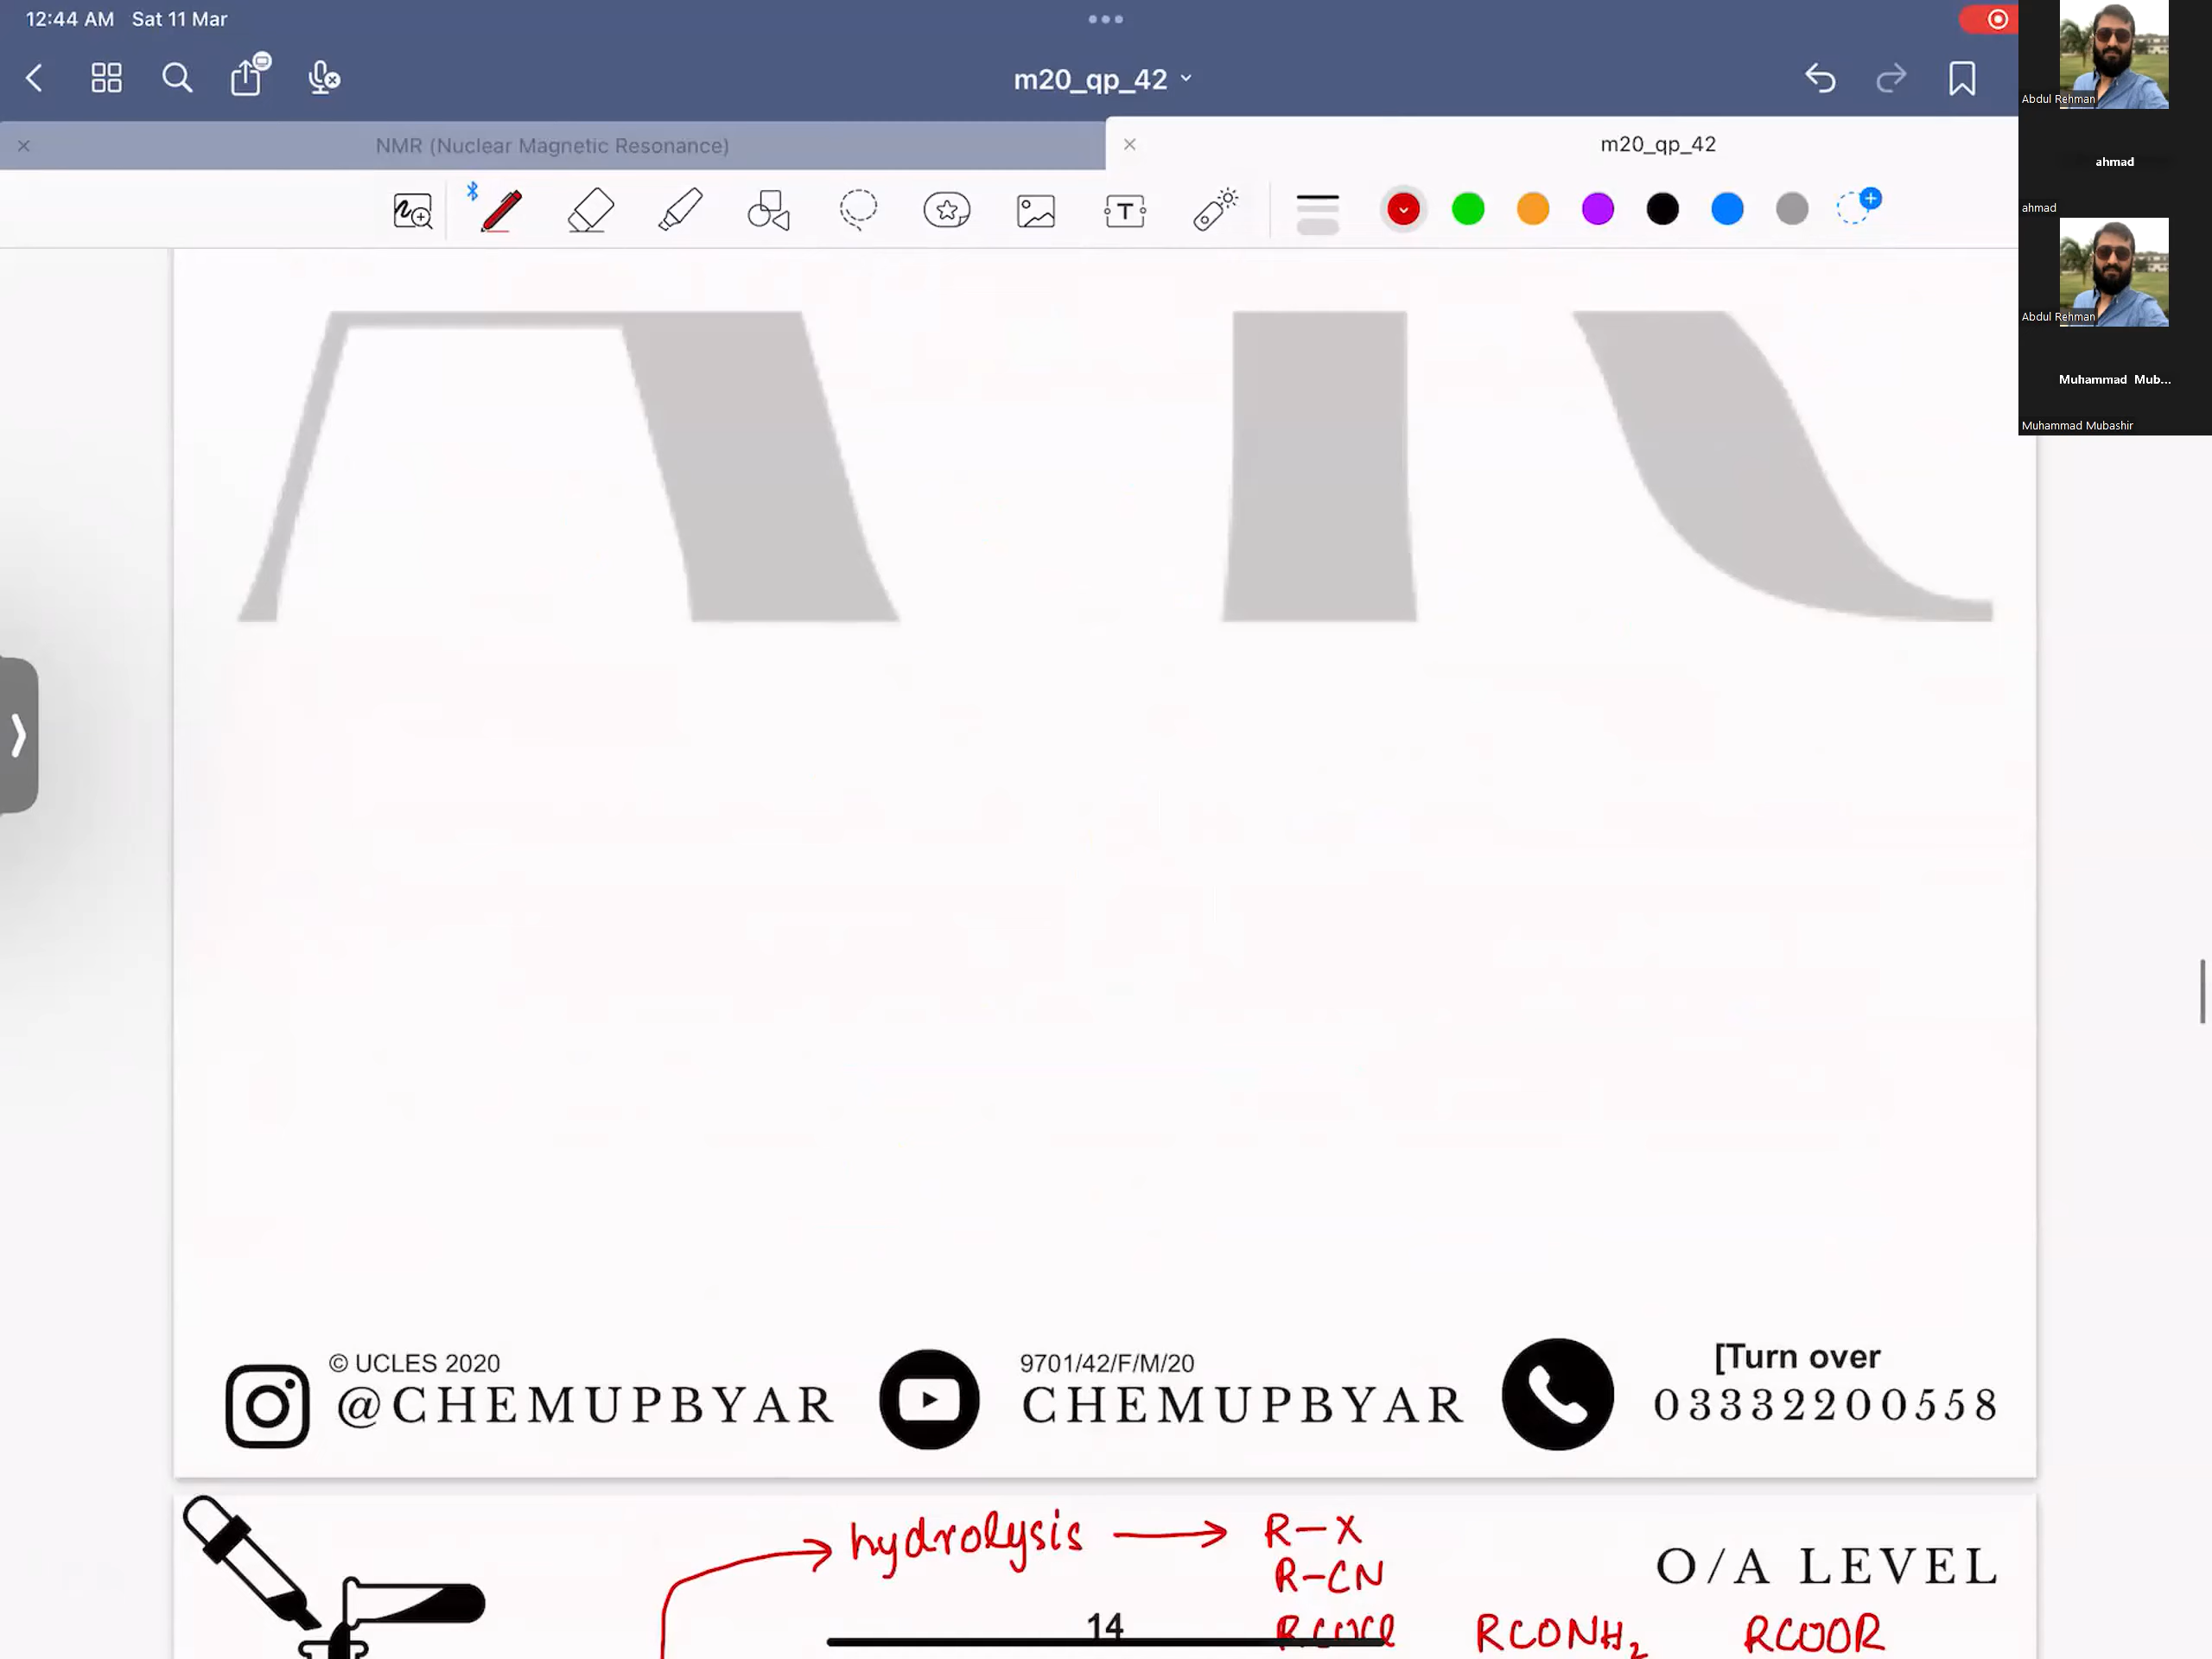 12:44 AM Sat 11 Mar
m20_qp_42
NMR (Nuclear Magnetic Resonance)
m20_qp_42
T
Abdul Rehman
ahmad
ahmad
Abdul Rehman
Muhammad Mub...
Muhammad Mubashir
AR
© UCLES 2020
@CHEMUPBYAR
9701/42/F/M/20
CHEMUPBYAR
[Turn over
03332200558
hydrolysis → R-X
R-CN
O/A LEVEL
14
RCOCl RCONH₂ RCOOR